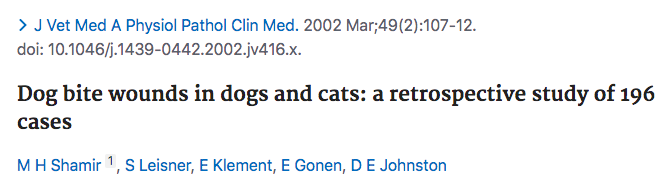 > J Vet Med A Physiol Pathol Clin Med. 2002 Mar;49(2):107-12.
doi: 10.1046/j.1439-0442.2002.jv416.x.
Dog bite wounds in dogs and cats: a retrospective study of 196
cases
M H Shamir 1, S Leisner, E Klement, E Gonen, D E Johnston